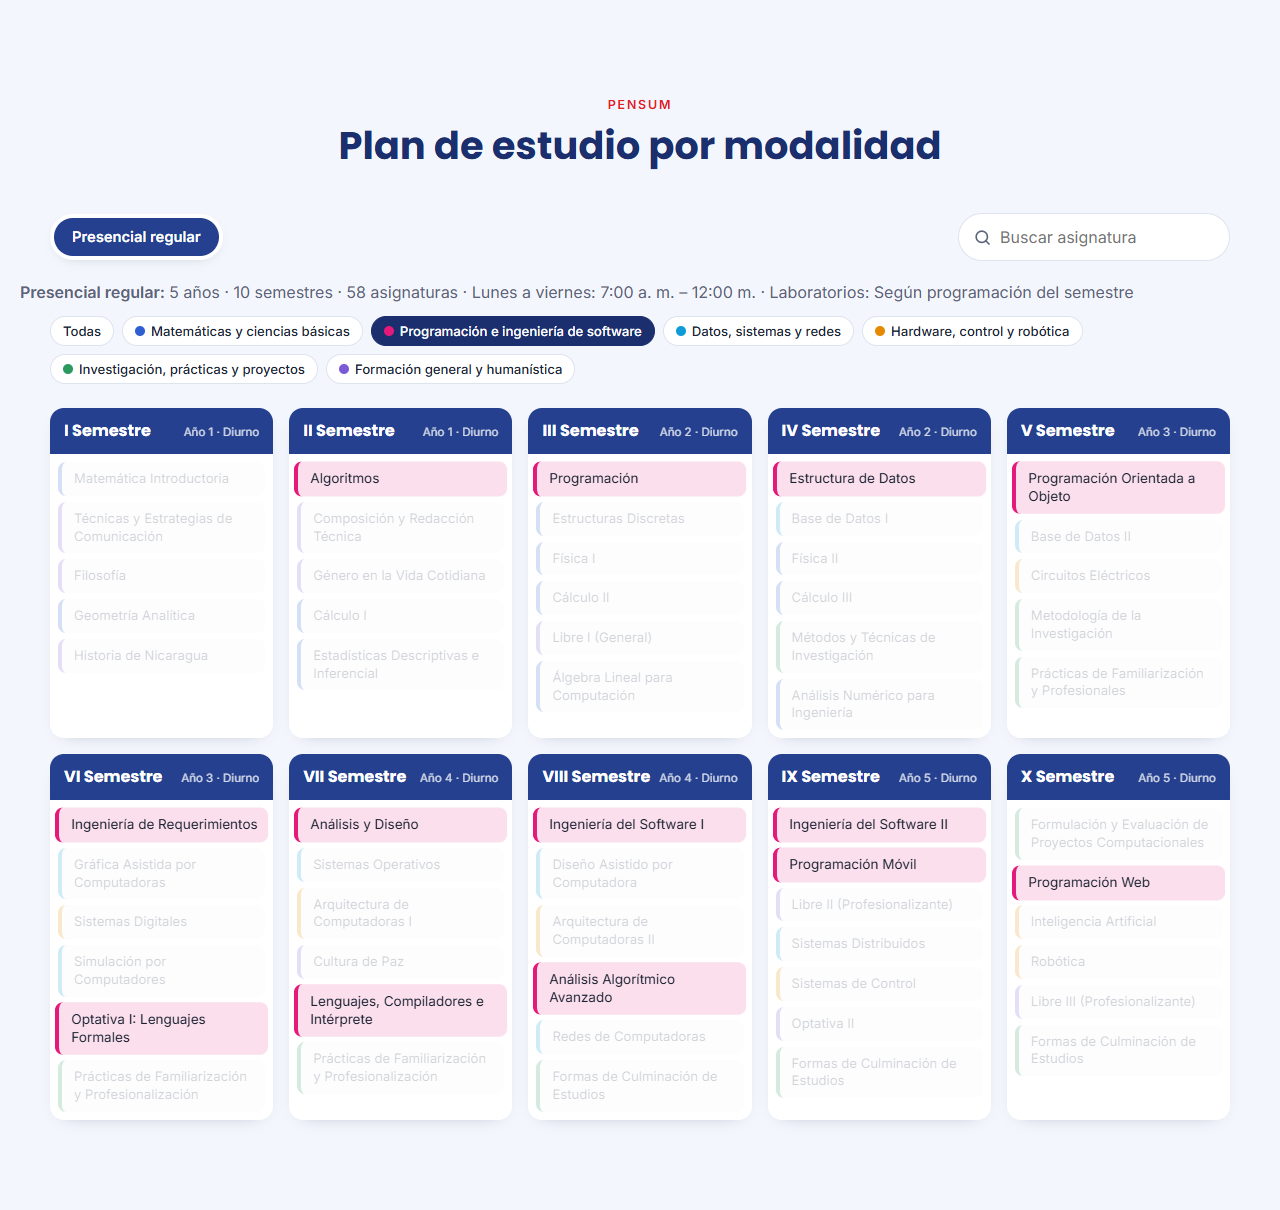 PENSUM
Plan de estudio por modalidad
Presencial regular
Buscar asignatura
Presencial regular: 5 años · 10 semestres · 58 asignaturas · Lunes a viernes: 7:00 a. m. – 12:00 m. · Laboratorios: Según programación del semestre
Todas
Matemáticas y ciencias básicas
Programación e ingeniería de software
Datos, sistemas y redes
Hardware, control y robótica
Investigación, prácticas y proyectos
Formación general y humanística
I Semestre
Año 1 · Diurno
Matemática Introductoria
Técnicas y Estrategias de
Comunicación
Filosofía
Geometría Analítica
Historia de Nicaragua
II Semestre
Año 1 · Diurno
Algoritmos
Composición y Redacción
Técnica
Género en la Vida Cotidiana
Cálculo I
Estadísticas Descriptivas e
Inferencial
III Semestre
Año 2 · Diurno
Programación
Estructuras Discretas
Física I
Cálculo II
Libre I (General)
Álgebra Lineal para
Computación
IV Semestre
Año 2 · Diurno
Estructura de Datos
Base de Datos I
Física II
Cálculo III
Métodos y Técnicas de
Investigación
Análisis Numérico para
Ingeniería
V Semestre
Año 3 · Diurno
Programación Orientada a
Objeto
Base de Datos II
Circuitos Eléctricos
Metodología de la
Investigación
Prácticas de Familiarización
y Profesionales
VI Semestre
Año 3 · Diurno
Ingeniería de Requerimientos
Gráfica Asistida por
Computadoras
Sistemas Digitales
Simulación por
Computadores
Optativa I: Lenguajes
Formales
Prácticas de Familiarización
y Profesionalización
VII Semestre
Año 4 · Diurno
Análisis y Diseño
Sistemas Operativos
Arquitectura de
Computadoras I
Cultura de Paz
Lenguajes, Compiladores e
Intérprete
Prácticas de Familiarización
y Profesionalización
VIII Semestre
Año 4 · Diurno
Ingeniería del Software I
Diseño Asistido por
Computadora
Arquitectura de
Computadoras II
Análisis Algorítmico
Avanzado
Redes de Computadoras
Formas de Culminación de
Estudios
IX Semestre
Año 5 · Diurno
Ingeniería del Software II
Programación Móvil
Libre II (Profesionalizante)
Sistemas Distribuidos
Sistemas de Control
Optativa II
Formas de Culminación de
Estudios
X Semestre
Año 5 · Diurno
Formulación y Evaluación de
Proyectos Computacionales
Programación Web
Inteligencia Artificial
Robótica
Libre III (Profesionalizante)
Formas de Culminación de
Estudios